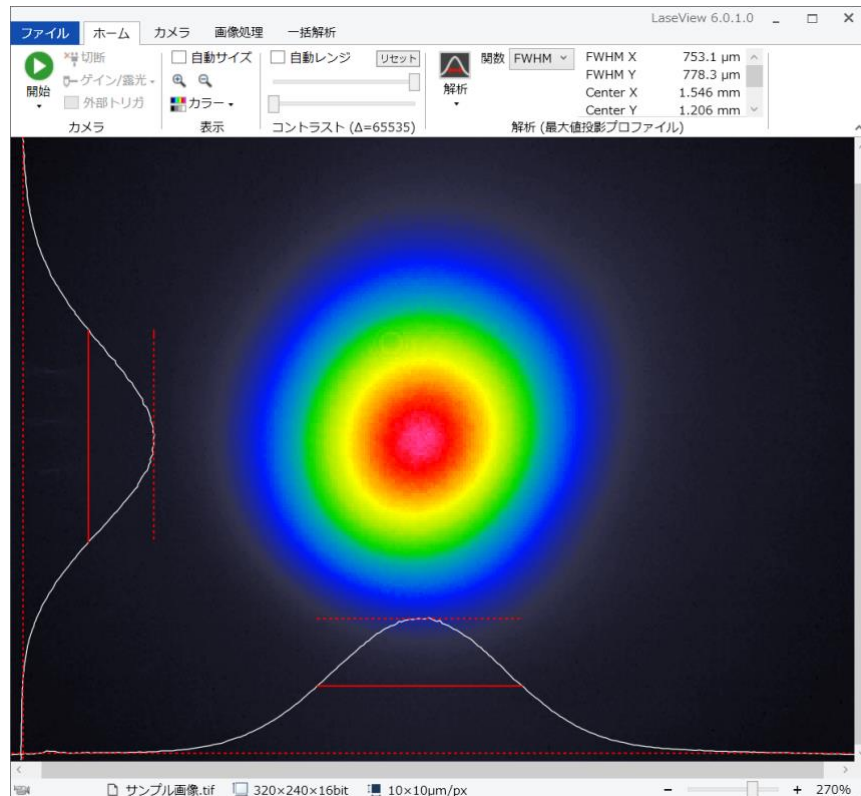 LaseView 6.0.1.0
ファイル ホーム カメラ 画像処理 一括解析
開始
切断
ゲイン/露光
外部トリガ
カメラ
自動サイズ
カラー
表示
自動レンジ リセット
コントラスト (Δ=65535)
解析
関数 FWHM
FWHM X 753.1 µm
FWHM Y 778.3 µm
Center X 1.546 mm
Center Y 1.206 mm
解析 (最大値投影プロファイル)
サンプル画像.tif 320×240×16bit 10×10µm/px 270%